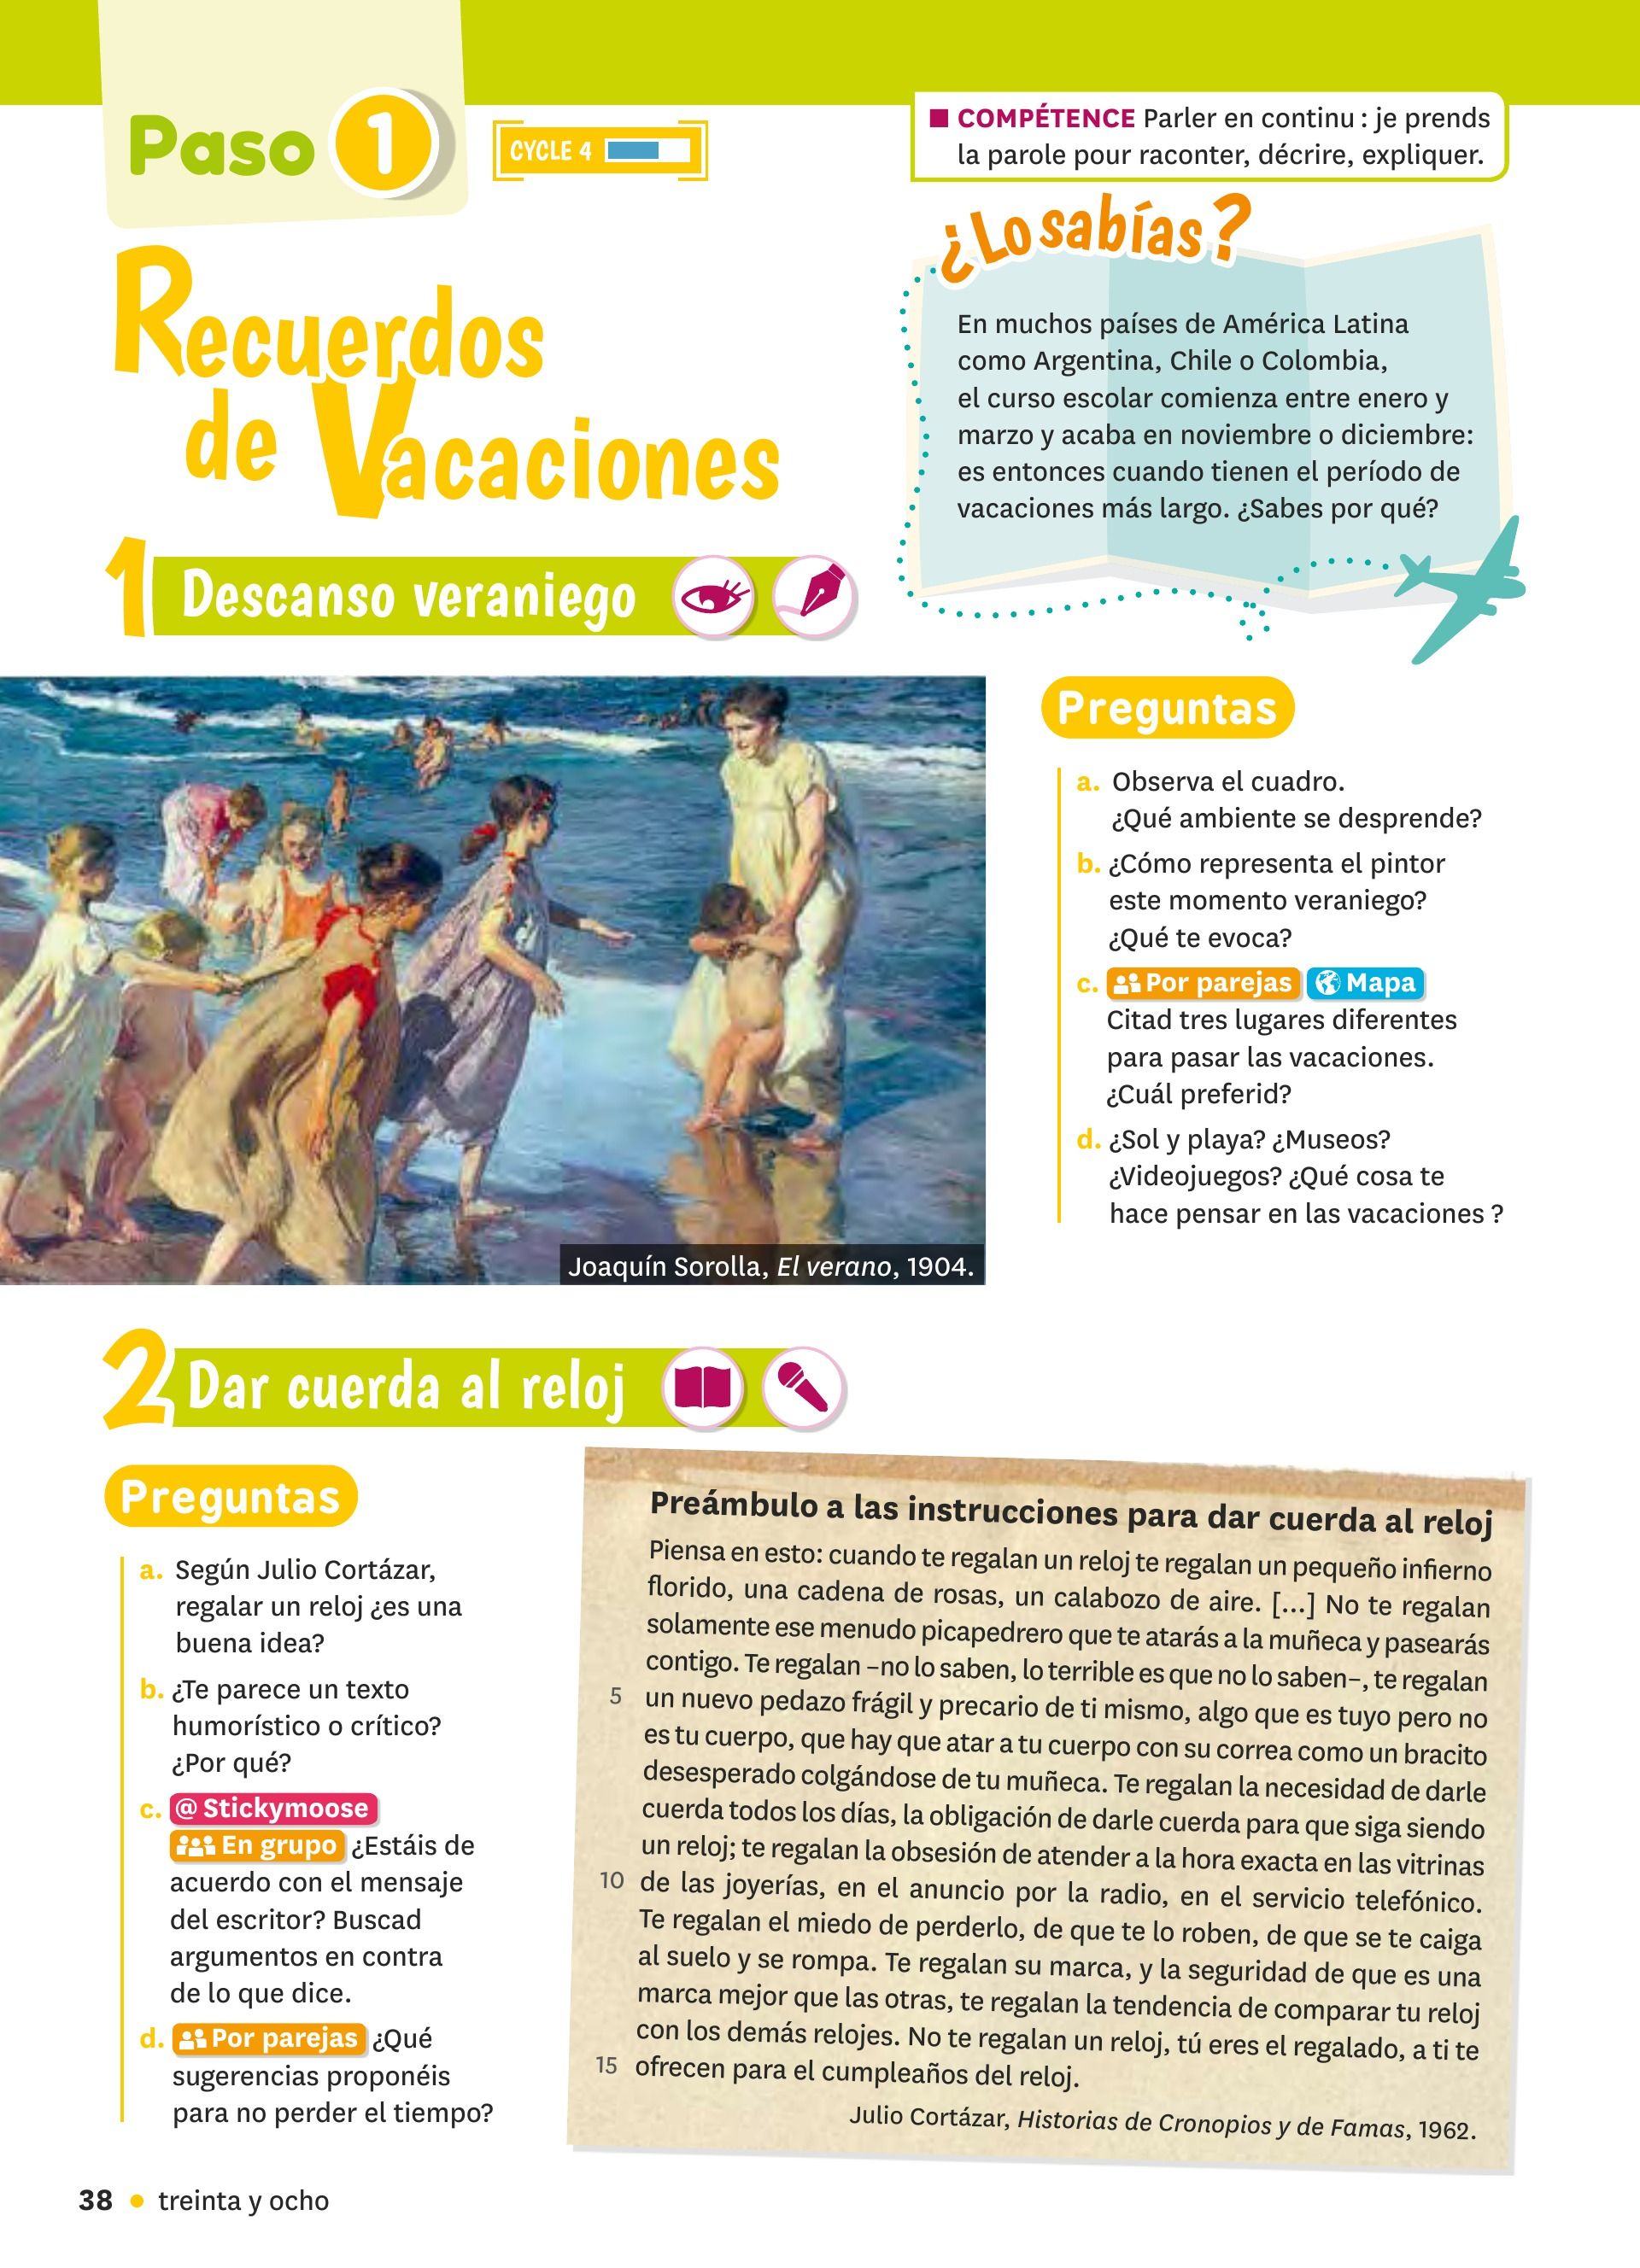 Paso 1
CYCLE 4
■ COMPÉTENCE Parler en continu : je prends
la parole pour raconter, décrire, expliquer.
Recuerdos
de Vacaciones
¿Lo sabías?
En muchos países de América Latina
como Argentina, Chile o Colombia,
el curso escolar comienza entre enero y
marzo y acaba en noviembre o diciembre:
es entonces cuando tienen el período de
vacaciones más largo. ¿Sabes por qué?
1 Descanso veraniego
Joaquín Sorolla, El verano, 1904.
Preguntas
a. Observa el cuadro.
¿Qué ambiente se desprende?
b. ¿Cómo representa el pintor
este momento veraniego?
¿Qué te evoca?
c. Por parejas Mapa
Citad tres lugares diferentes
para pasar las vacaciones.
¿Cuál preferid?
d. ¿Sol y playa? ¿Museos?
¿Videojuegos? ¿Qué cosa te
hace pensar en las vacaciones ?
2 Dar cuerda al reloj
Preguntas
a. Según Julio Cortázar,
regalar un reloj ¿es una
buena idea?
b. ¿Te parece un texto
humorístico o crítico?
¿Por qué?
c. @ Stickymoose
En grupo ¿Estáis de
acuerdo con el mensaje
del escritor? Buscad
argumentos en contra
de lo que dice.
d. Por parejas ¿Qué
sugerencias proponéis
para no perder el tiempo?
Preámbulo a las instrucciones para dar cuerda al reloj
Piensa en esto: cuando te regalan un reloj te regalan un pequeño infierno
florido, una cadena de rosas, un calabozo de aire. [...] No te regalan
solamente ese menudo picapedrero que te atarás a la muñeca y pasearás
contigo. Te regalan –no lo saben, lo terrible es que no lo saben–, te regalan
5 un nuevo pedazo frágil y precario de ti mismo, algo que es tuyo pero no
es tu cuerpo, que hay que atar a tu cuerpo con su correa como un bracito
desesperado colgándose de tu muñeca. Te regalan la necesidad de darle
cuerda todos los días, la obligación de darle cuerda para que siga siendo
un reloj; te regalan la obsesión de atender a la hora exacta en las vitrinas
10 de las joyerías, en el anuncio por la radio, en el servicio telefónico.
Te regalan el miedo de perderlo, de que te lo roben, de que se te caiga
al suelo y se rompa. Te regalan su marca, y la seguridad de que es una
marca mejor que las otras, te regalan la tendencia de comparar tu reloj
con los demás relojes. No te regalan un reloj, tú eres el regalado, a ti te
15 ofrecen para el cumpleaños del reloj.
Julio Cortázar, Historias de Cronopios y de Famas, 1962.
38 • treinta y ocho